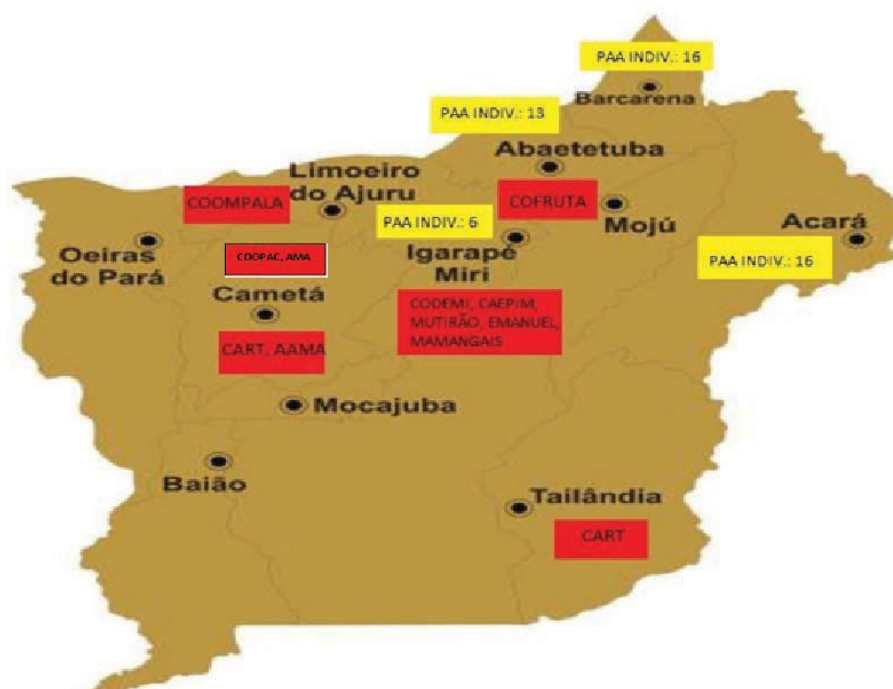 PAA INDIV.: 16
Barcarena
PAA INDIV.: 13
Abaetetuba
Limoeiro
do Ajuru
COOMPALA
COFRUTA
Mojú
PAA INDIV.: 6
Acará
Oeiras
do Pará
COOPAC, AMA
Igarapé
Miri
PAA INDIV.: 16
Cametá
CODEMI, CAEPIM,
MUTIRÃO, EMANUEL,
MAMANGAIS
CART, AAMA
Mocajuba
Baião
Tailândia
CART